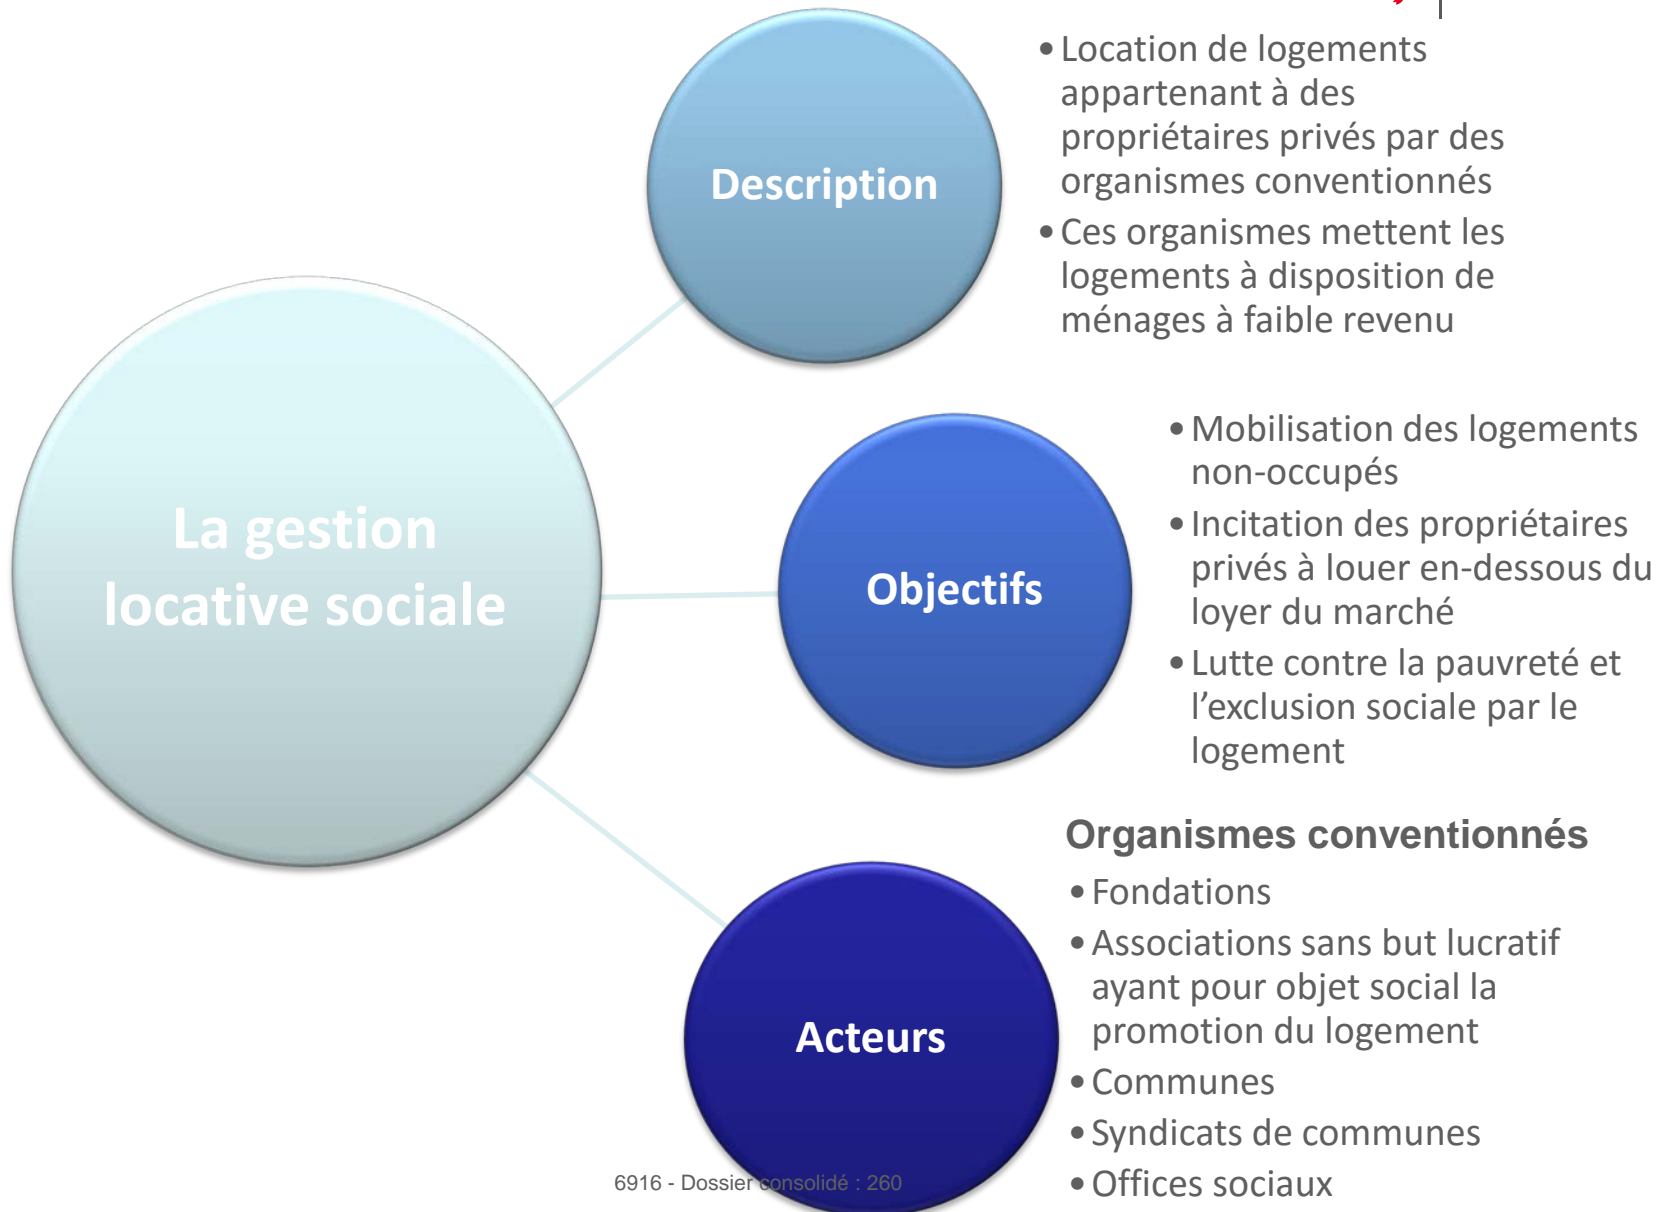 La gestion
locative sociale
Description
• Location de logements
appartenant à des
propriétaires privés par des
organismes conventionnés
• Ces organismes mettent les
logements à disposition de
ménages à faible revenu
Objectifs
• Mobilisation des logements
non-occupés
• Incitation des propriétaires
privés à louer en-dessous du
loyer du marché
• Lutte contre la pauvreté et
l’exclusion sociale par le
logement
Acteurs
Organismes conventionnés
• Fondations
• Associations sans but lucratif
ayant pour objet social la
promotion du logement
• Communes
• Syndicats de communes
• Offices sociaux
6916 - Dossier consolidé : 260